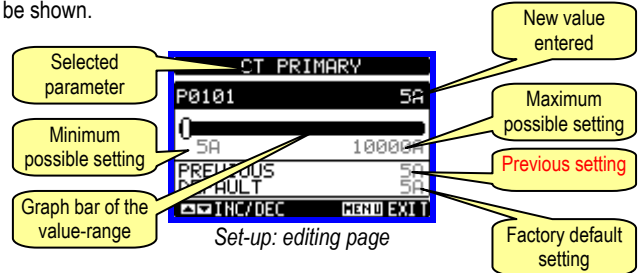 be shown.
New value
entered
Selected
parameter
CT PRIMARY
P0101 5A
Maximum
possible setting
Minimum
possible setting
5A 10000A
Previous setting
PREVIOUS 5A
DEFAULT 5A
Graph bar of the
value-range
▲▼INC/DEC MENU EXIT
Factory default
setting
Set-up: editing page